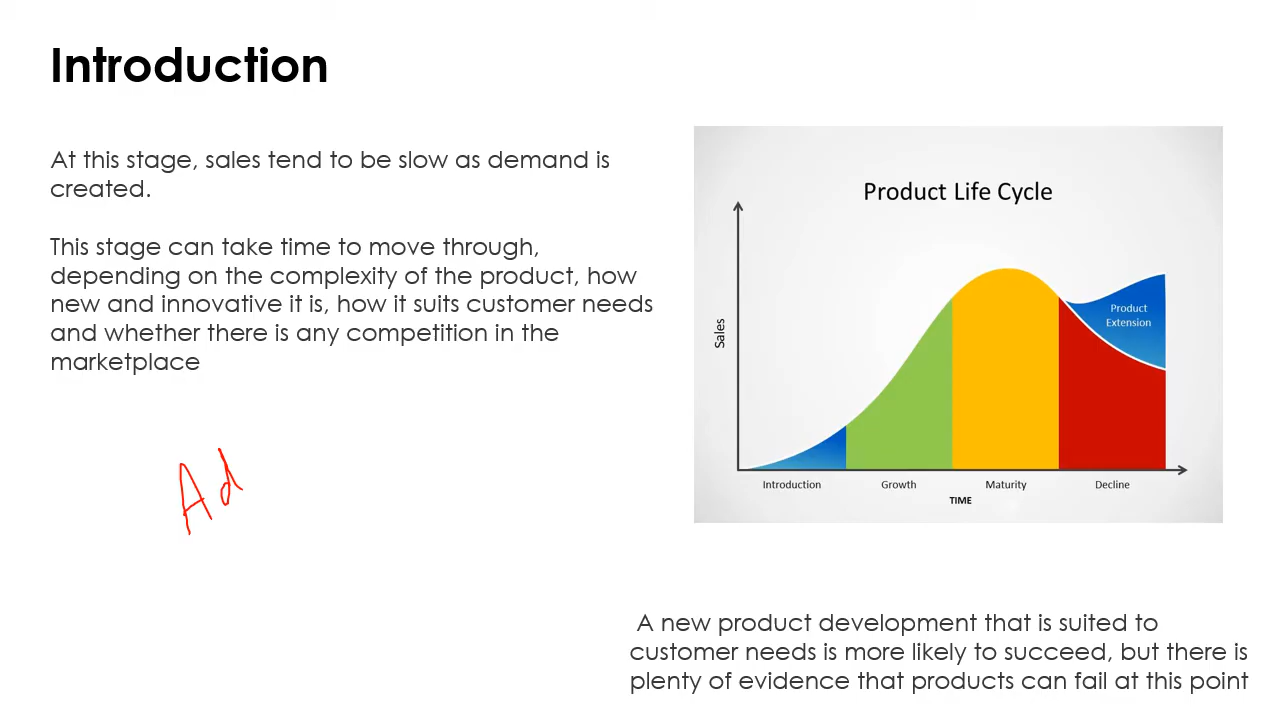 Introduction
At this stage, sales tend to be slow as demand is
created.
This stage can take time to move through,
depending on the complexity of the product, how
new and innovative it is, how it suits customer needs
and whether there is any competition in the
marketplace
Ad
Product Life Cycle
Sales
Product
Extension
Introduction
Growth
Maturity
Decline
TIME
A new product development that is suited to
customer needs is more likely to succeed, but there is
plenty of evidence that products can fail at this point